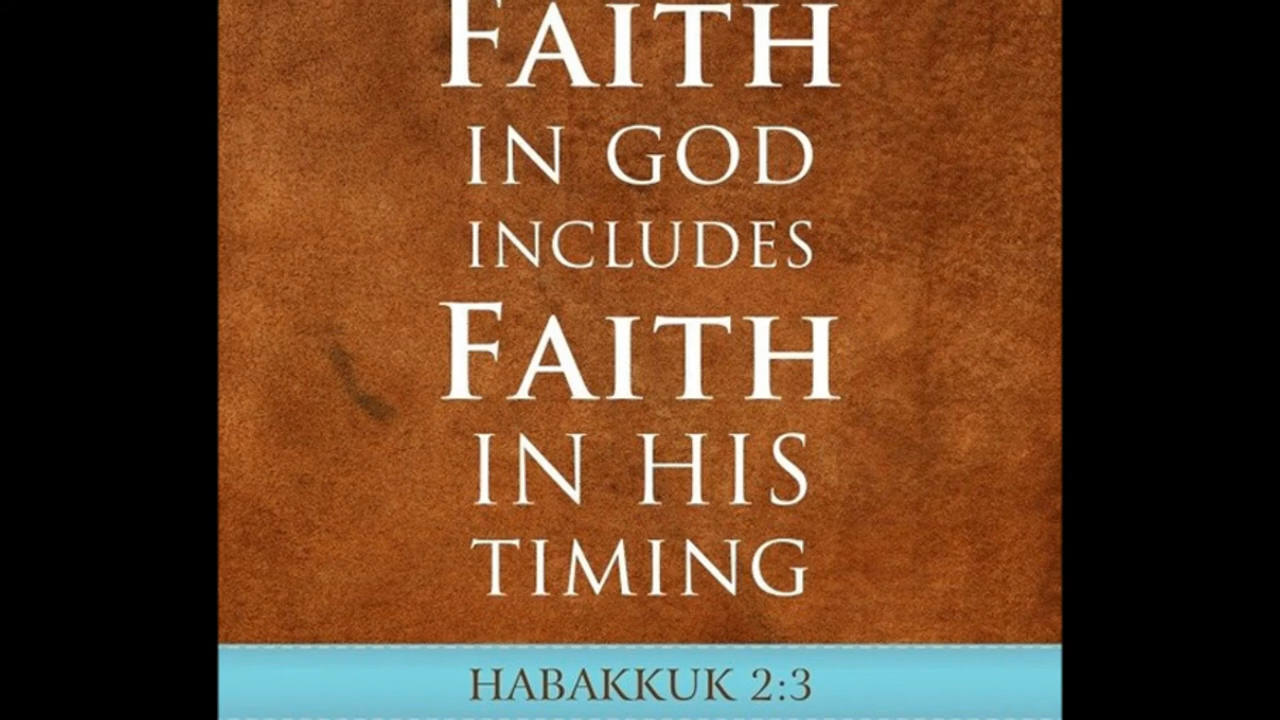 FAITH
IN GOD
INCLUDES
FAITH
IN HIS
TIMING
HABAKKUK 2:3